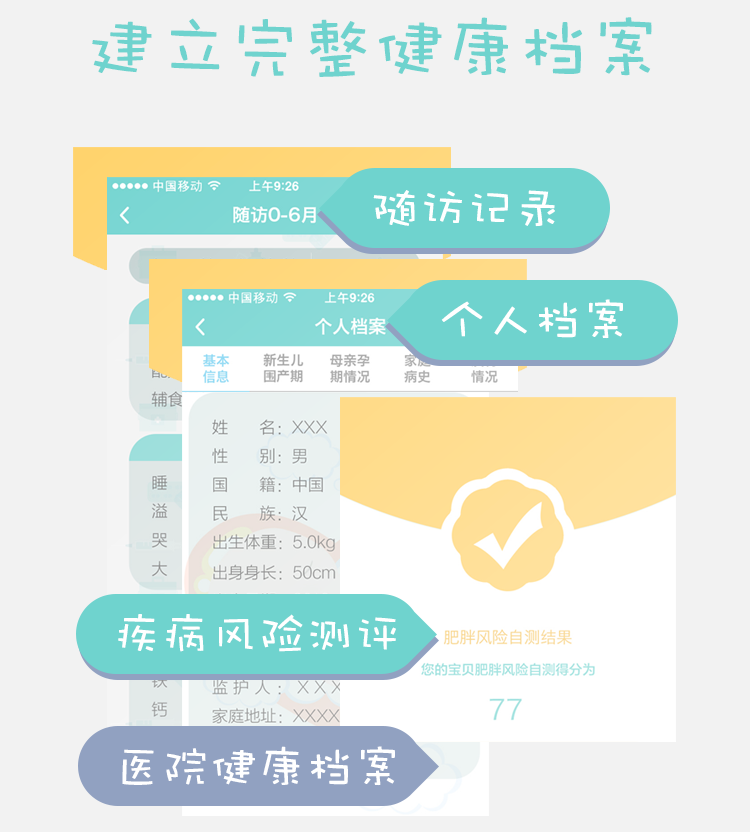 建立完整健康档案
中国移动 上午9:26
随访0-6月
随访记录
中国移动 上午9:26
个人档案
个人档案
基本信息
新生儿围产期
母亲孕期情况
病史
情况
辅食
姓 名：XXX
性 别：男
国 籍：中国
民 族：汉
出生体重：5.0kg
出身身长：50cm
睡
溢
哭
大
疾病风险测评
肥胖风险自测结果
您的宝贝肥胖风险自测得分为
77
监护人：XXX
钙
家庭地址：XXXX
医院健康档案